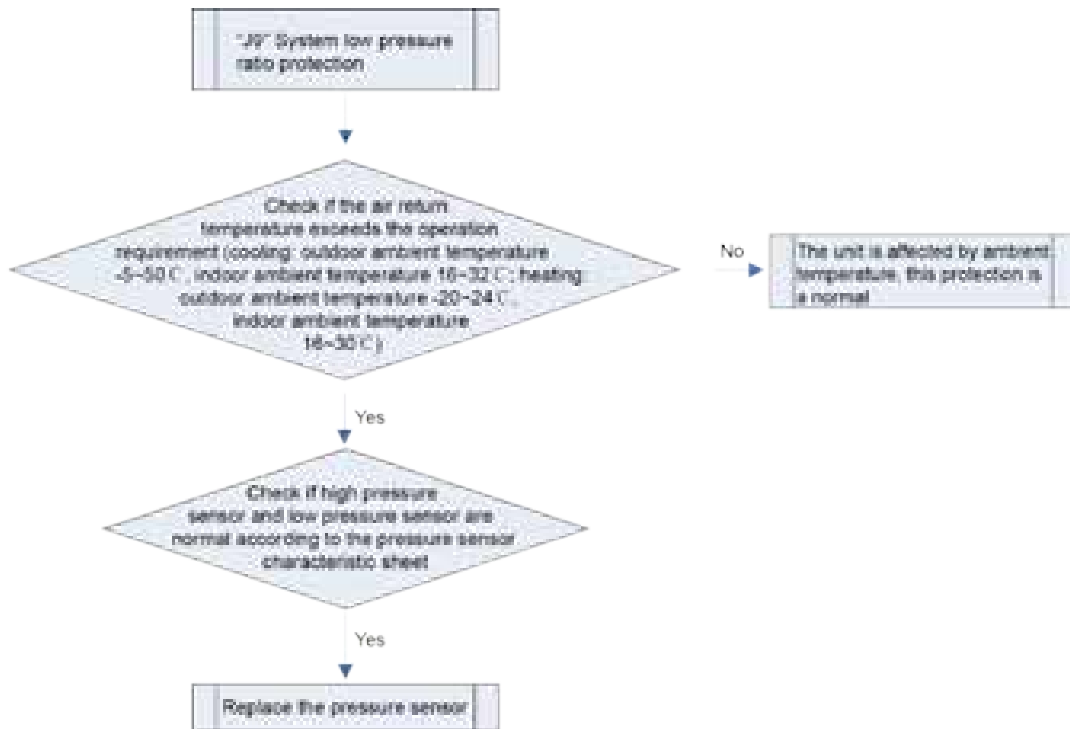 "J9" System low pressure
ratio protection
Check if the air return
temperature exceeds the operation
requirement (cooling: outdoor ambient temperature
-5~50℃, indoor ambient temperature 16~32℃; heating:
outdoor ambient temperature -20~24℃,
indoor ambient temperature
16~30℃)
No
The unit is affected by ambient
temperature, this protection is
a normal
Yes
Check if high pressure
sensor and low pressure sensor are
normal according to the pressure sensor
characteristic sheet
Yes
Replace the pressure sensor